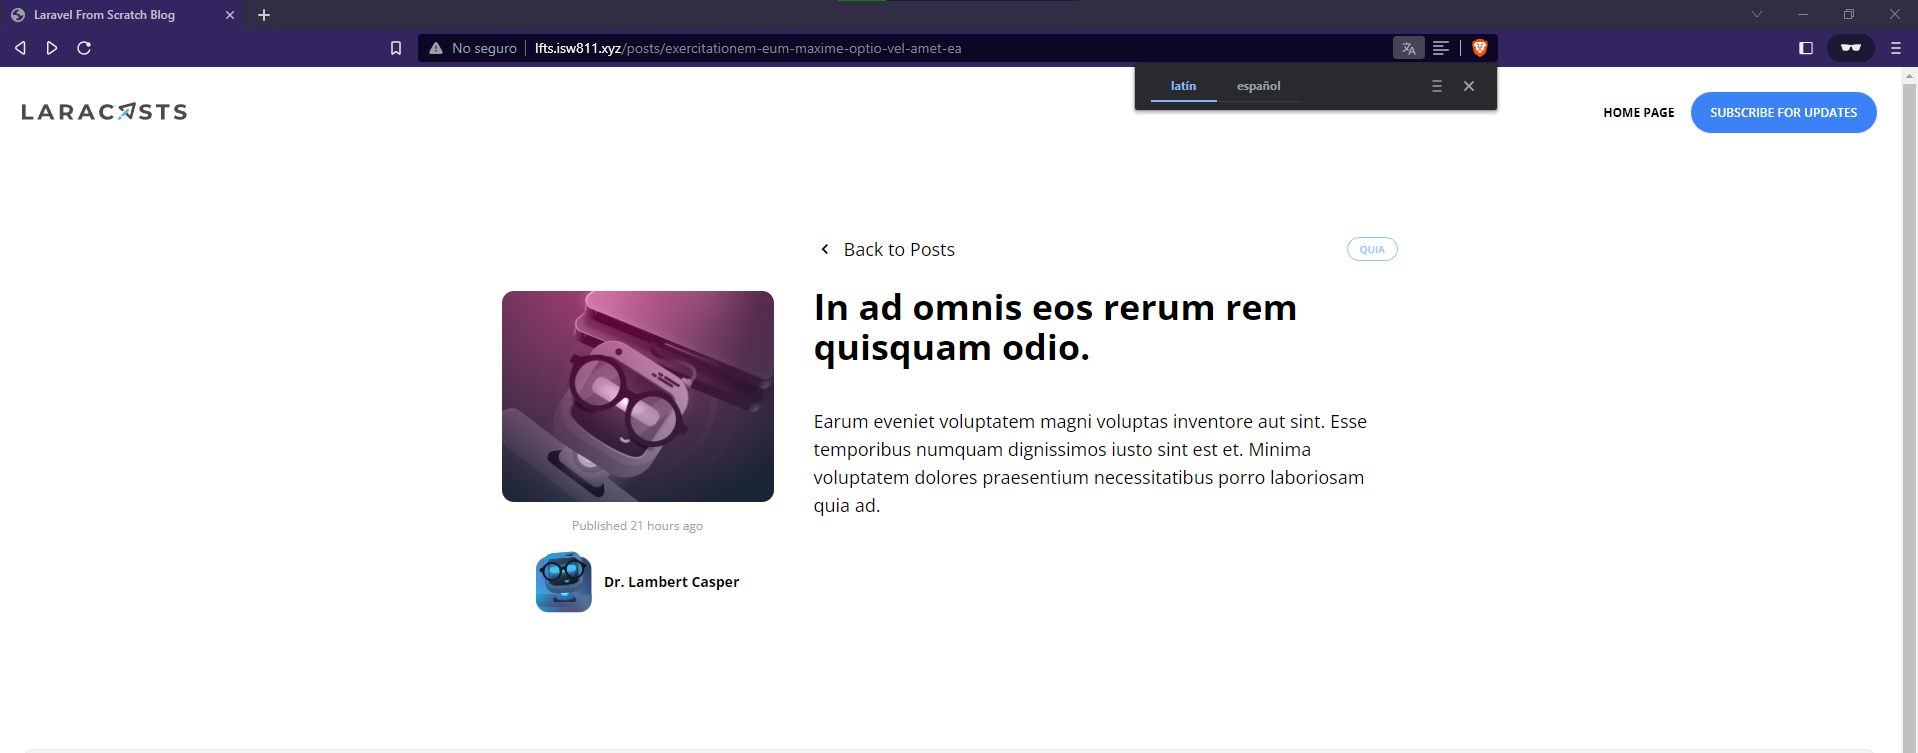 Laravel From Scratch Blog
No seguro
lfts.isw811.xyz/posts/exercitationem-eum-maxime-optio-vel-amet-ea
latín español
LARACASTS
HOME PAGE
SUBSCRIBE FOR UPDATES
Back to Posts
QUIA
In ad omnis eos rerum rem
quisquam odio.
Earum eveniet voluptatem magni voluptas inventore aut sint. Esse
temporibus numquam dignissimos iusto sint est et. Minima
voluptatem dolores praesentium necessitatibus porro laboriosam
quia ad.
Published 21 hours ago
Dr. Lambert Casper